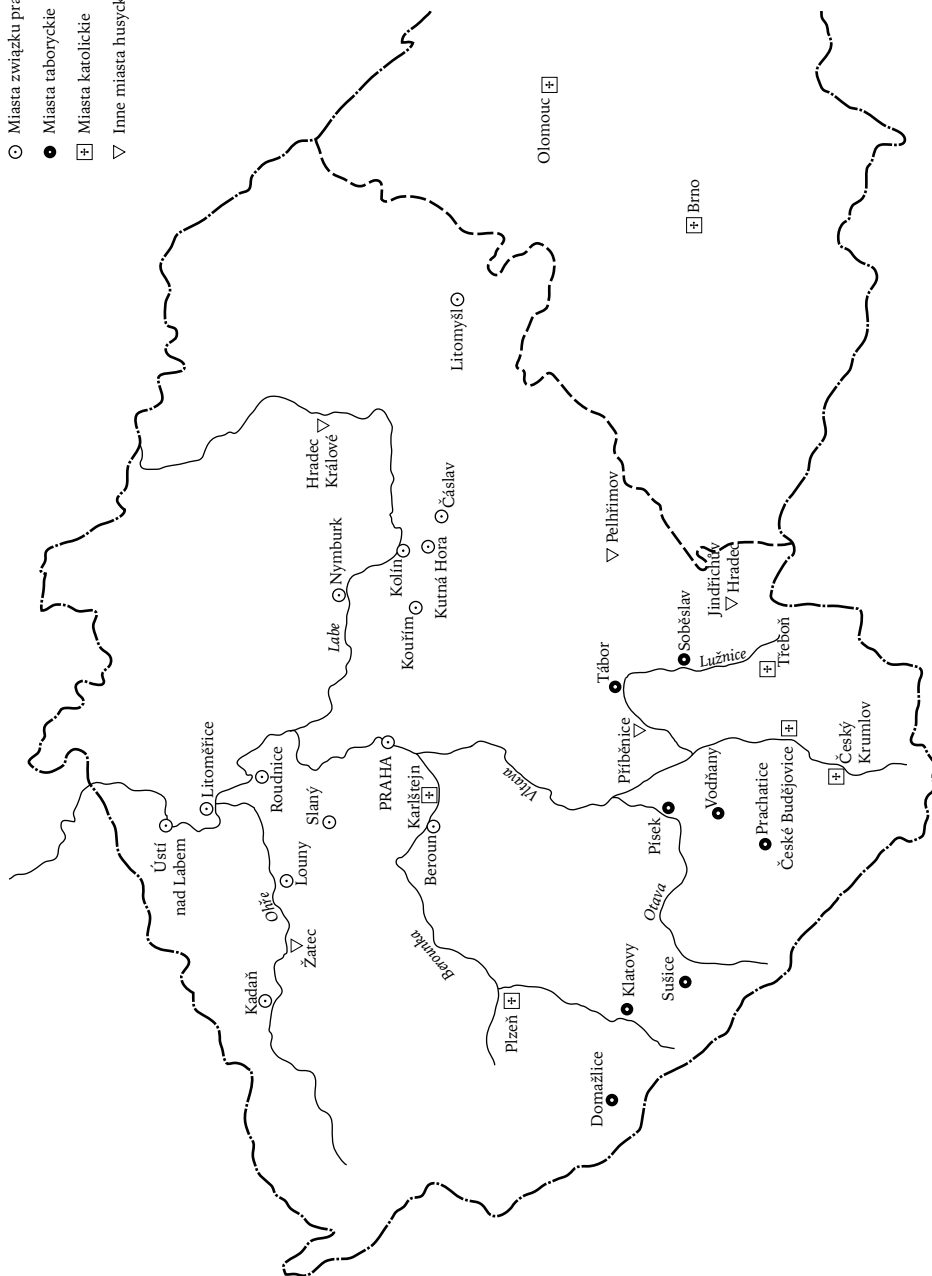 Miasta związku
Miasta taboryckie
Miasta katolickie
Inne miasta
Ústí
nad Labem
Litoměřice
Roudnice
Slaný
Louny
Ohře
Žatec
Kadaň
PRAHA
Karlštejn
Beroun
Berounka
Plzeň
Labe
Nymburk
Hradec
Králové
Kolín
Kouřim
Kutná Hora
Čáslav
Litomyšl
Olomouc
Brno
Vltava
Pelhřimov
Jindřichův
Hradec
Tábor
Soběslav
Lužnice
Třeboň
Příběnice
Písek
Vodňany
Prachatice
České Budějovice
Český
Krumlov
Otava
Sušice
Klatovy
Domažlice